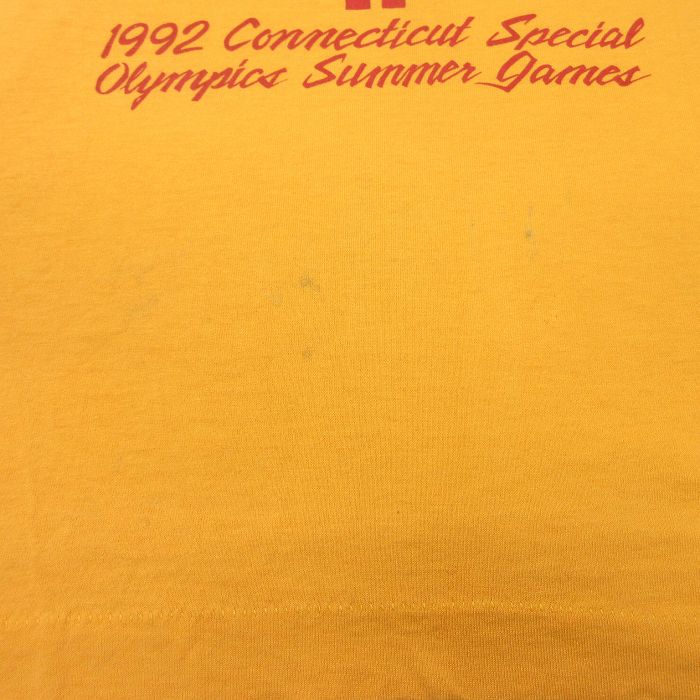 1992 Connecticut Special
Olympics Summer Games